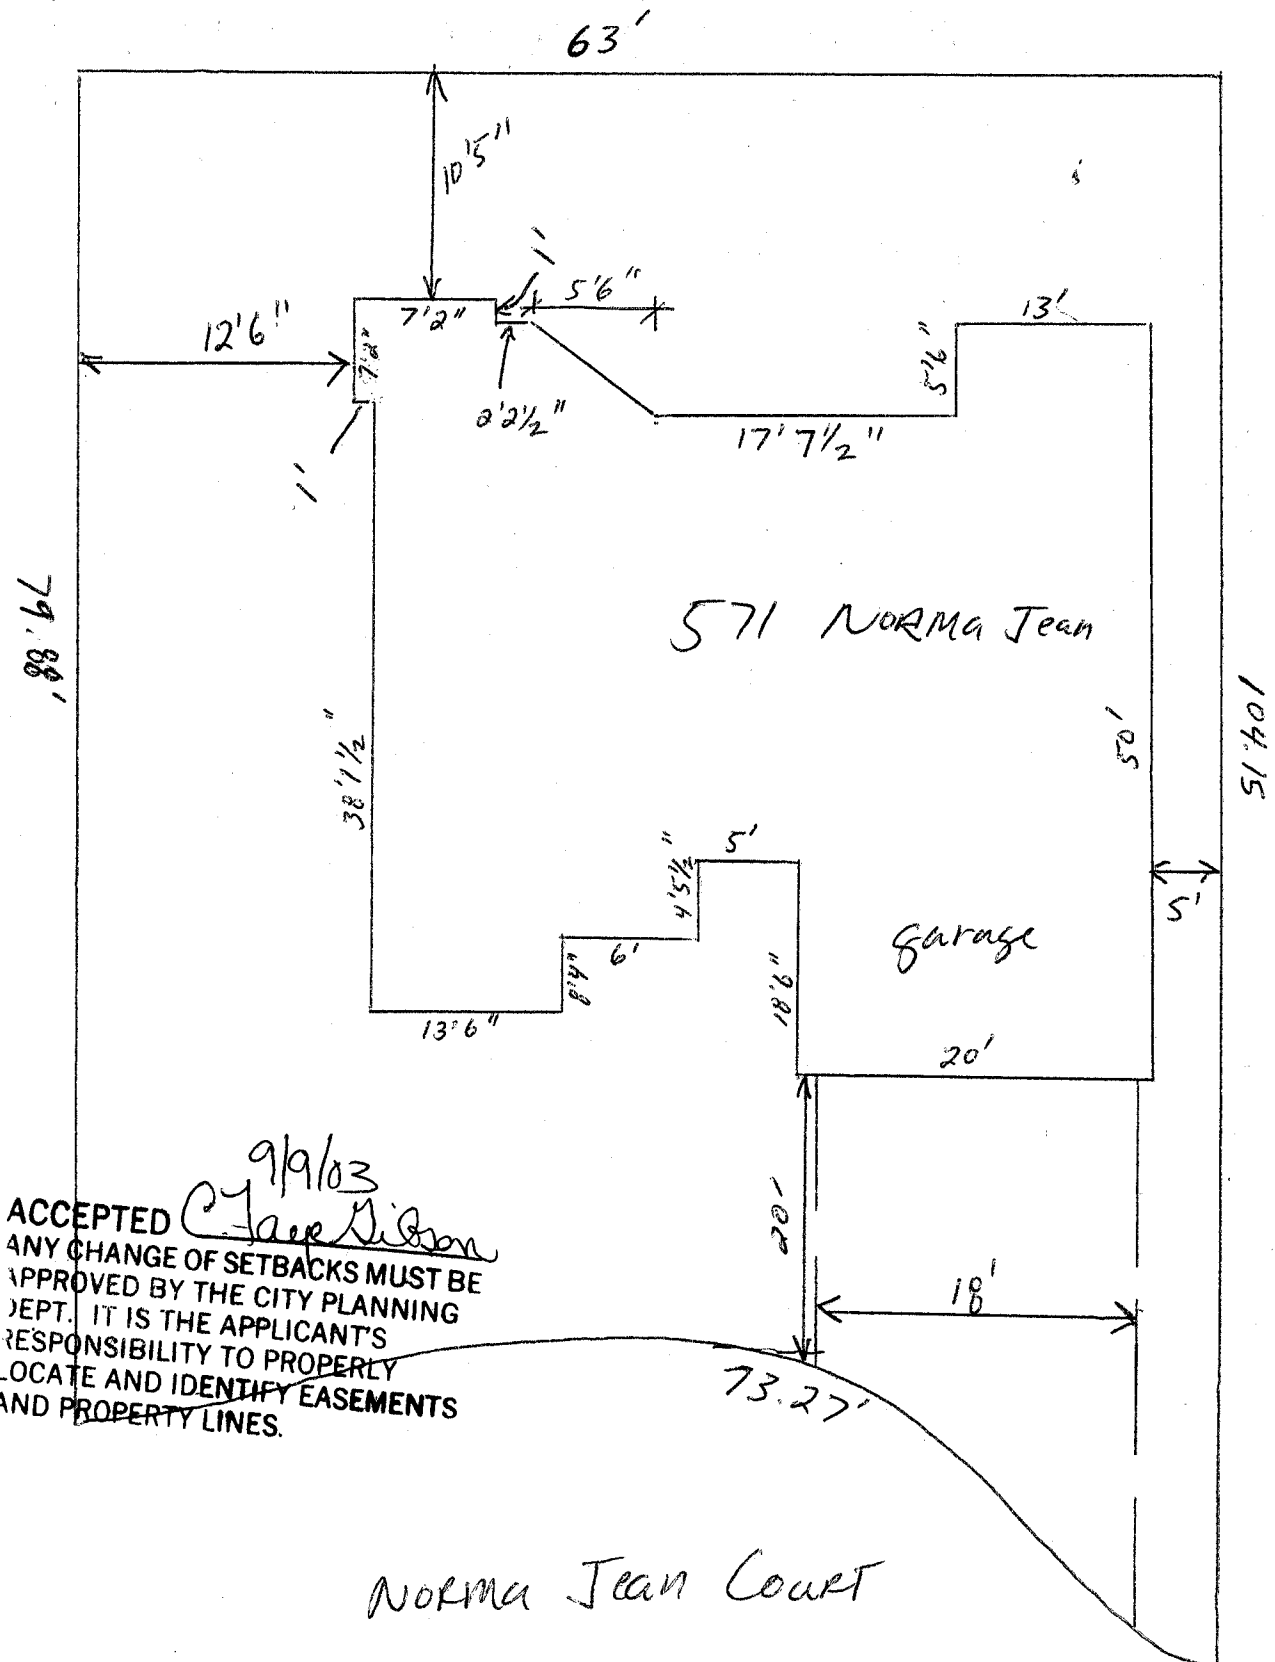 63'
10'5"
1'
5'6"
7'2"
13'
12'6"
7'2"
5'6"
2'2½"
17'7½"
1'
79.88'
571 Norma Jean
104.15
38'1½"
50'
5'
4'5½"
5'
garage
6'
13'6"
20'
9/9/03
ACCEPTED C. Faye Gibson
ANY CHANGE OF SETBACKS MUST BE
APPROVED BY THE CITY PLANNING
DEPT. IT IS THE APPLICANT'S
RESPONSIBILITY TO PROPERLY
LOCATE AND IDENTIFY EASEMENTS
AND PROPERTY LINES.
20'
18'
73.27'
Norma Jean Court